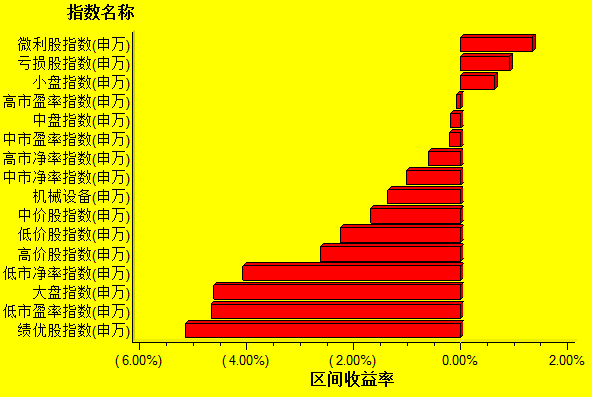 指数名称
微利股指数(申万)
亏损股指数(申万)
小盘指数(申万)
高市盈率指数(申万)
中盘指数(申万)
中市盈率指数(申万)
高市净率指数(申万)
中市净率指数(申万)
机械设备(申万)
中价股指数(申万)
低价股指数(申万)
高价股指数(申万)
低市净率指数(申万)
大盘指数(申万)
低市盈率指数(申万)
绩优股指数(申万)
(6.00%) (4.00%) (2.00%) 0.00% 2.00%
区间收益率